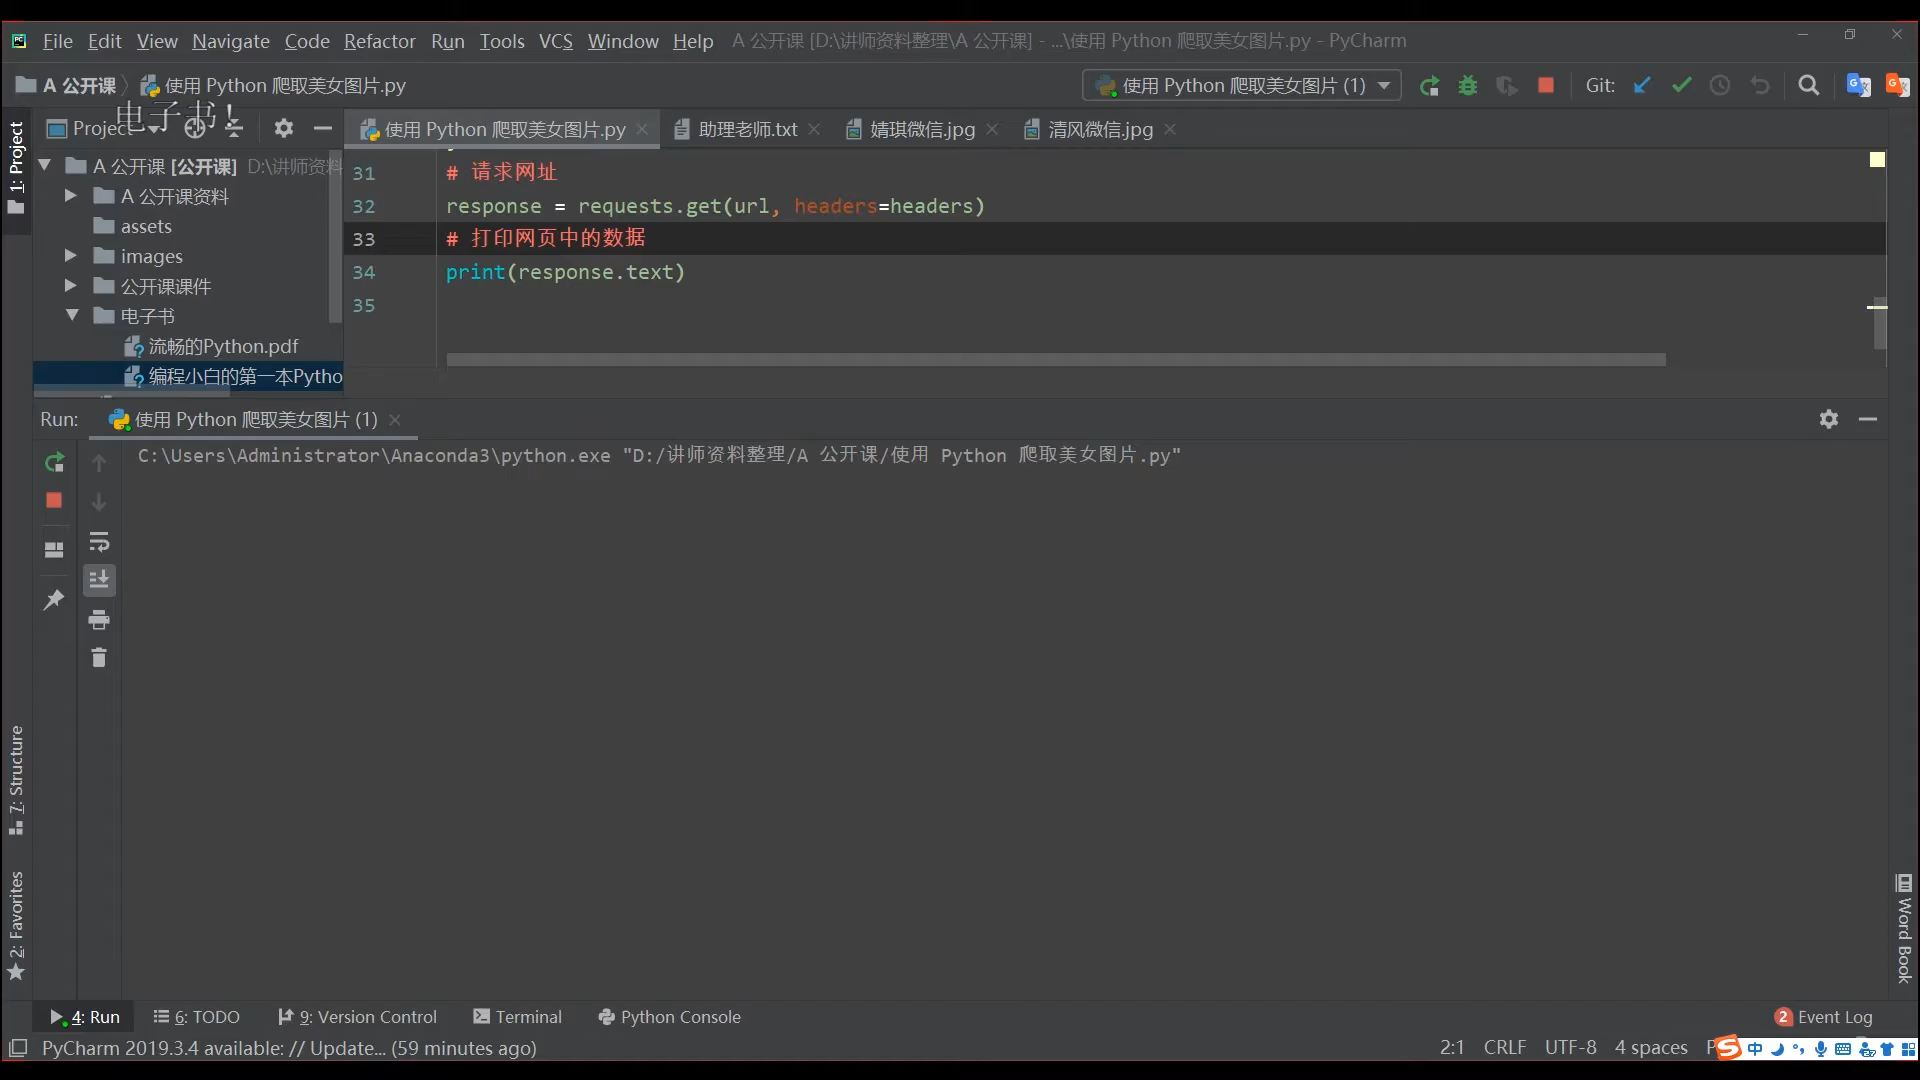 File Edit View Navigate Code Refactor Run Tools VCS Window Help A 公开课 [D:\讲师资料整理\A 公开课] - ...\使用 Python 爬取美女图片.py - PyCharm
A 公开课 使用 Python 爬取美女图片.py 使用 Python 爬取美女图片 (1) Git:
电子书!
Project 使用 Python 爬取美女图片.py 助理老师.txt 婧琪微信.jpg 清风微信.jpg
1: Project
A 公开课 [公开课] D:\讲师资料
A 公开课资料
assets
images
公开课课件
电子书
流畅的Python.pdf
编程小白的第一本Pytho
31 # 请求网址
32 response = requests.get(url, headers=headers)
33 # 打印网页中的数据
34 print(response.text)
35
Run: 使用 Python 爬取美女图片 (1)
C:\Users\Administrator\Anaconda3\python.exe "D:/讲师资料整理/A 公开课/使用 Python 爬取美女图片.py"
7: Structure
2: Favorites
Word Book
4: Run 6: TODO 9: Version Control Terminal Python Console 2 Event Log
PyCharm 2019.3.4 available: // Update... (59 minutes ago) 2:1 CRLF UTF-8 4 spaces P 中